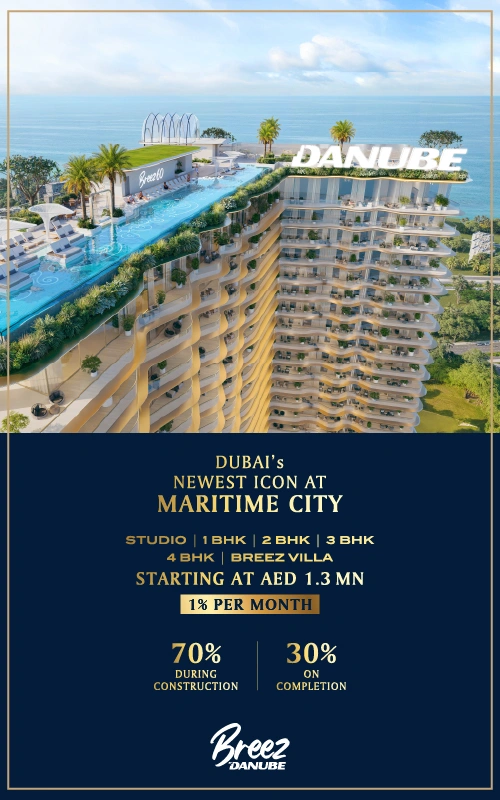 DANUBE
Breez
DUBAI's
NEWEST ICON AT
MARITIME CITY
STUDIO | 1 BHK | 2 BHK | 3 BHK
4 BHK | BREEZ VILLA
STARTING AT AED 1.3 MN
1% PER MONTH
70%
DURING
CONSTRUCTION
30%
ON
COMPLETION
Breez
BY DANUBE